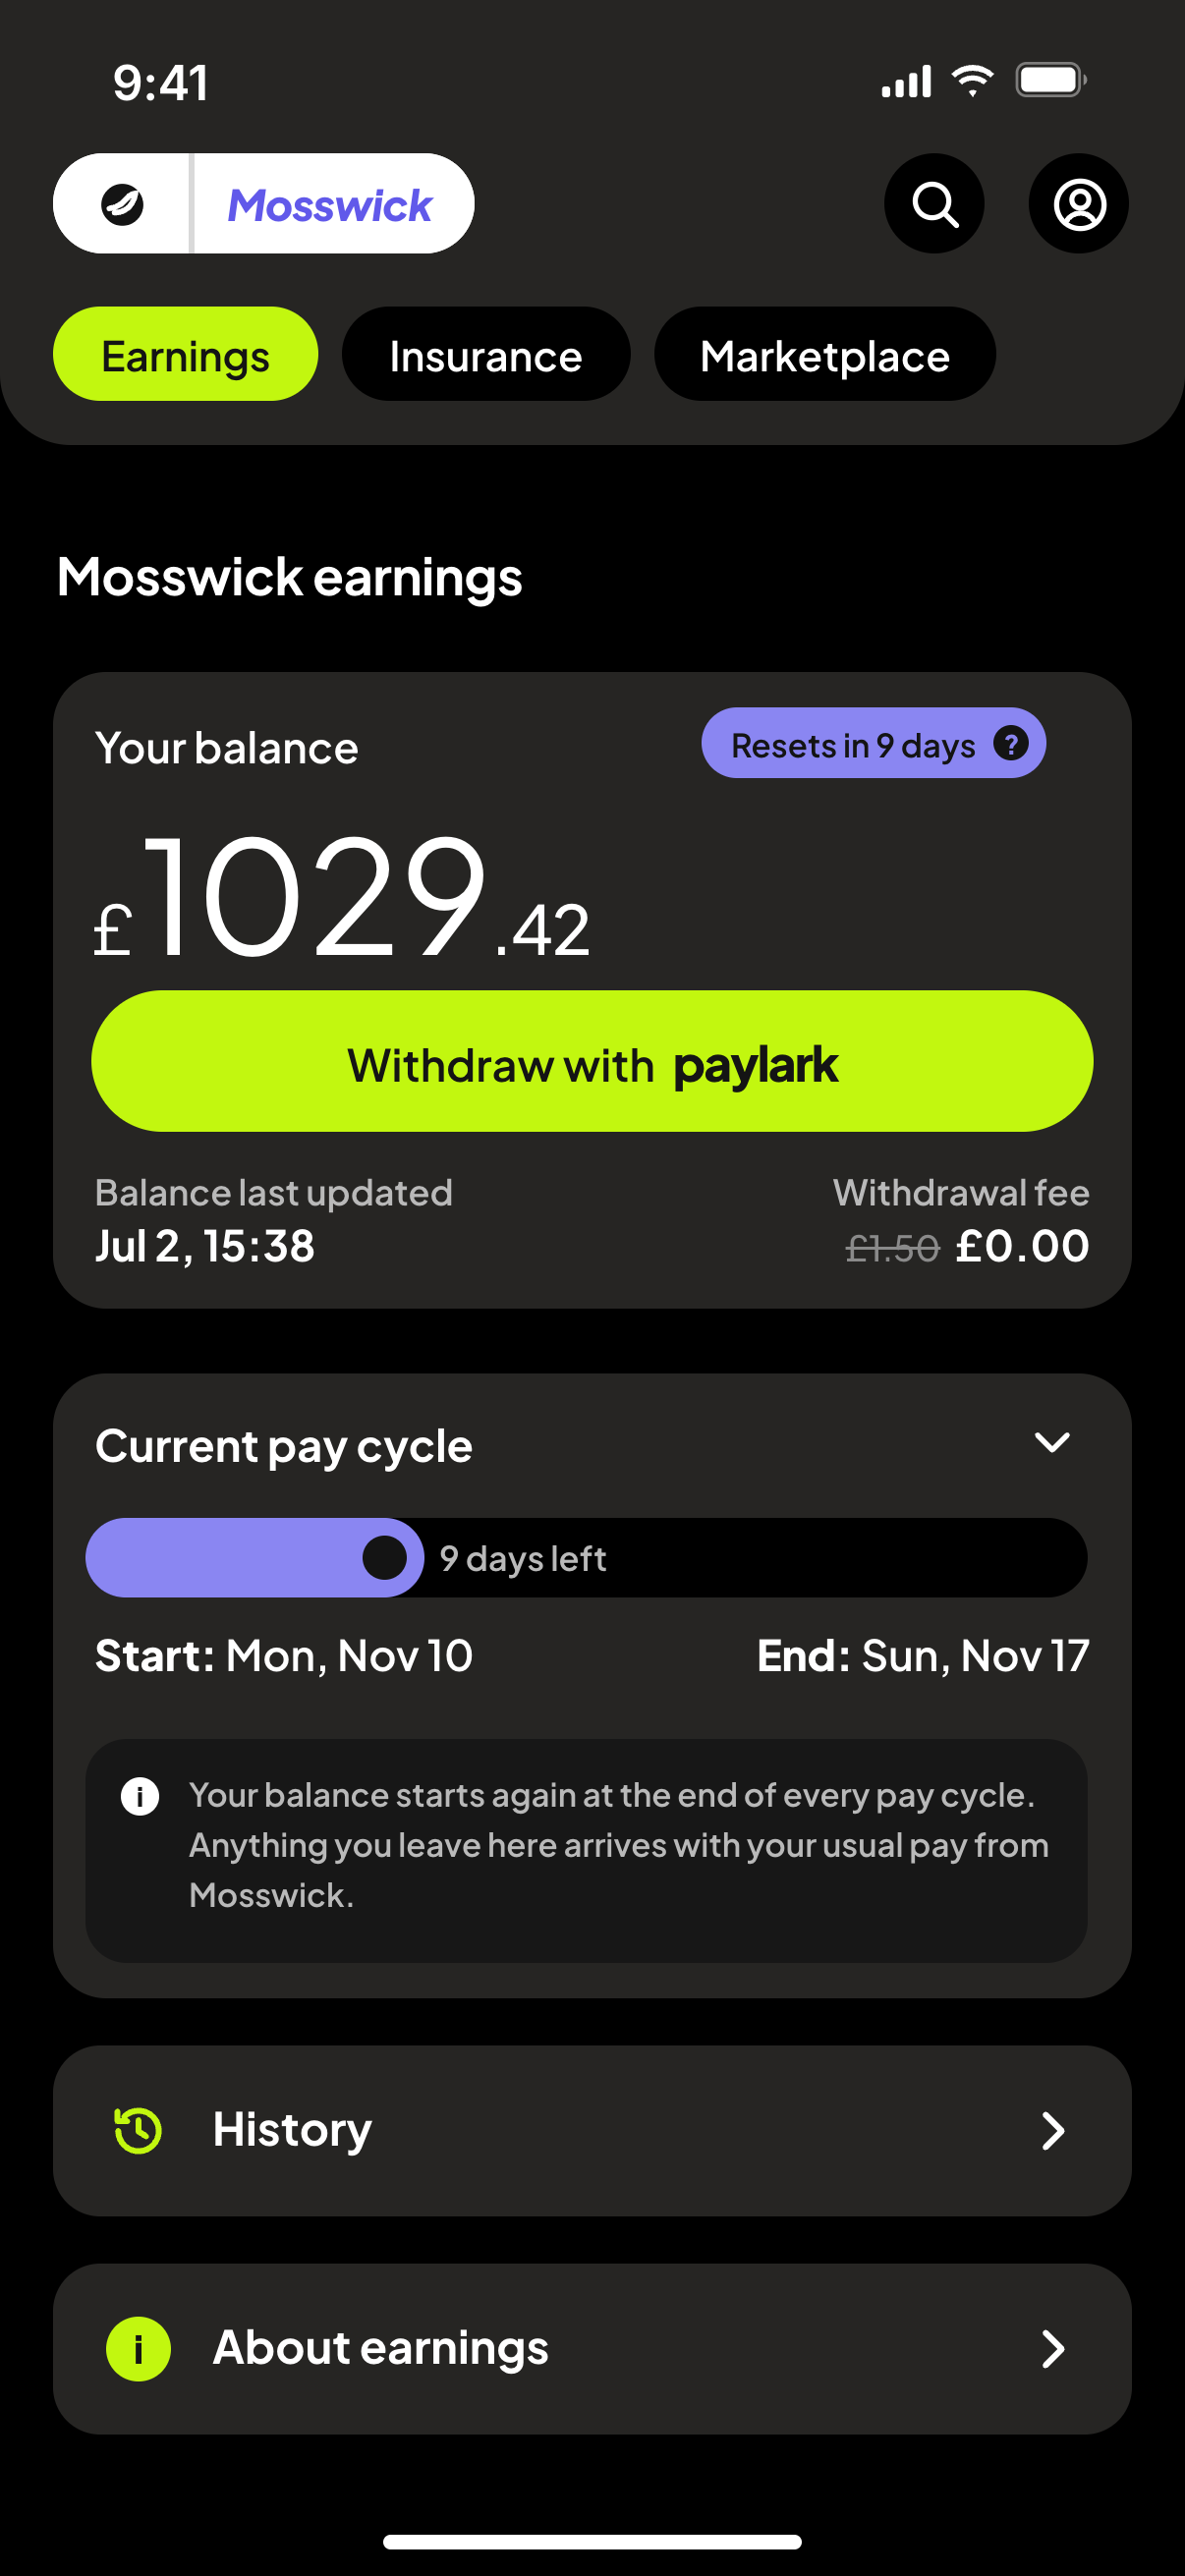 9:41
Mosswick
Earnings
Insurance
Marketplace
Mosswick earnings
Your balance
Resets in 9 days ?
£1029.42
Withdraw with paylark
Balance last updated
Withdrawal fee
Jul 2, 15:38
£1.50 £0.00
Current pay cycle
9 days left
Start: Mon, Nov 10
End: Sun, Nov 17
i
Your balance starts again at the end of every pay cycle.
Anything you leave here arrives with your usual pay from
Mosswick.
History
i
About earnings